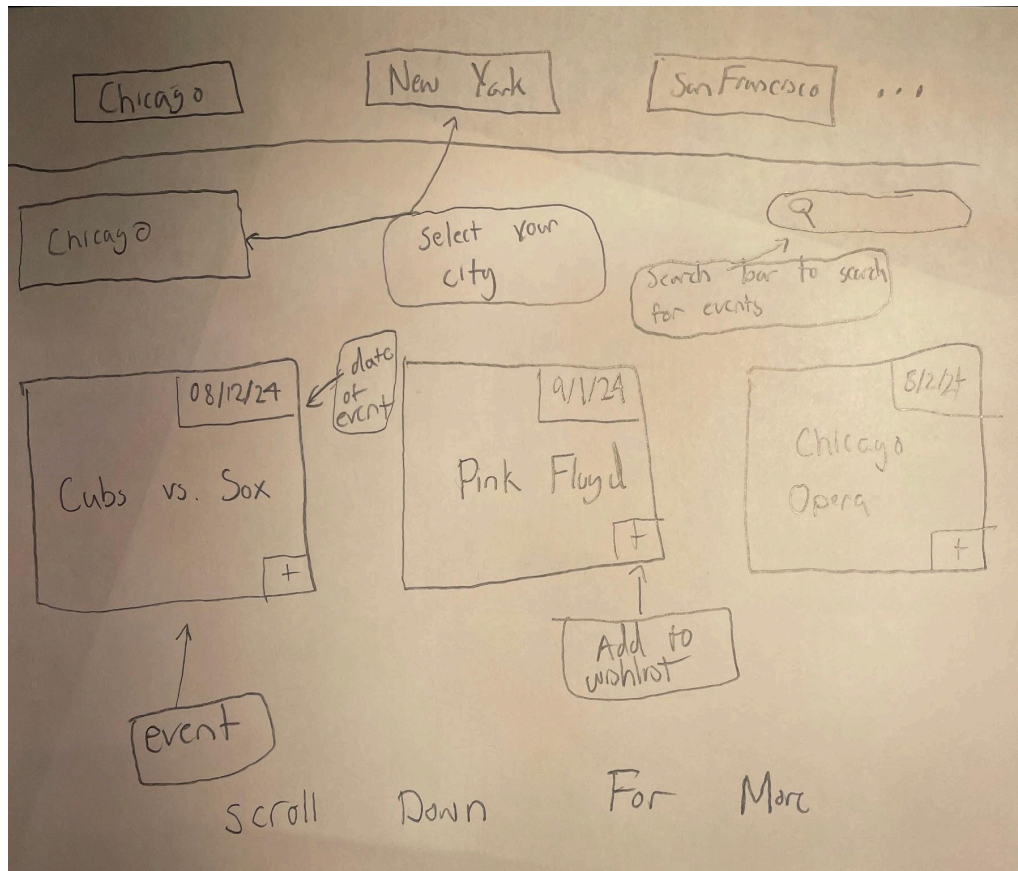 Chicago
New York
San Francisco
...
Chicago
Select your
city
Search bar to search
for events
08/12/24
date
of
event
9/1/24
8/2/24
Cubs vs. Sox
Pink Floyd
Chicago
Opera
+
+
+
Add to
wishlist
event
Scroll Down For More